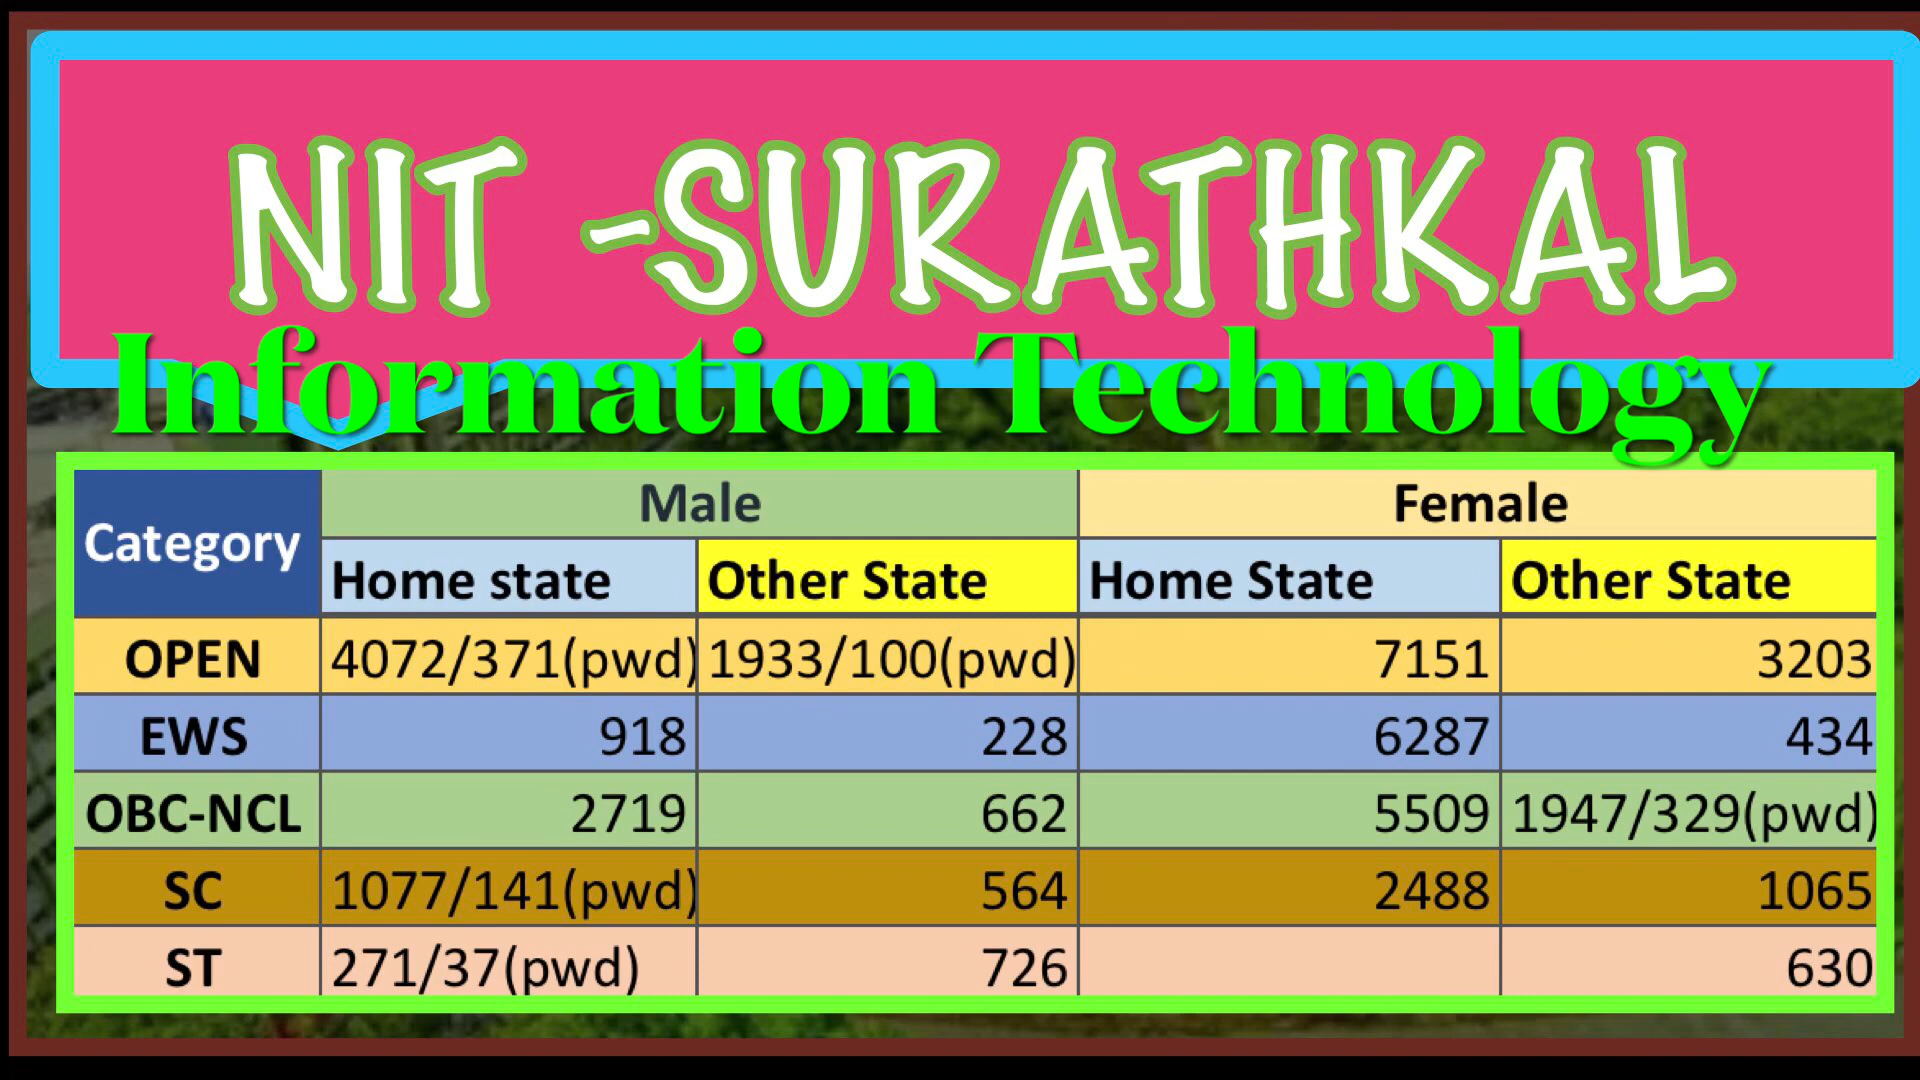 NIT -SURATHKAL
Information Technology
Category Male Female
Home state Other State Home State Other State
OPEN 4072/371(pwd) 1933/100(pwd) 7151 3203
EWS 918 228 6287 434
OBC-NCL 2719 662 5509 1947/329(pwd)
SC 1077/141(pwd) 564 2488 1065
ST 271/37(pwd) 726 630